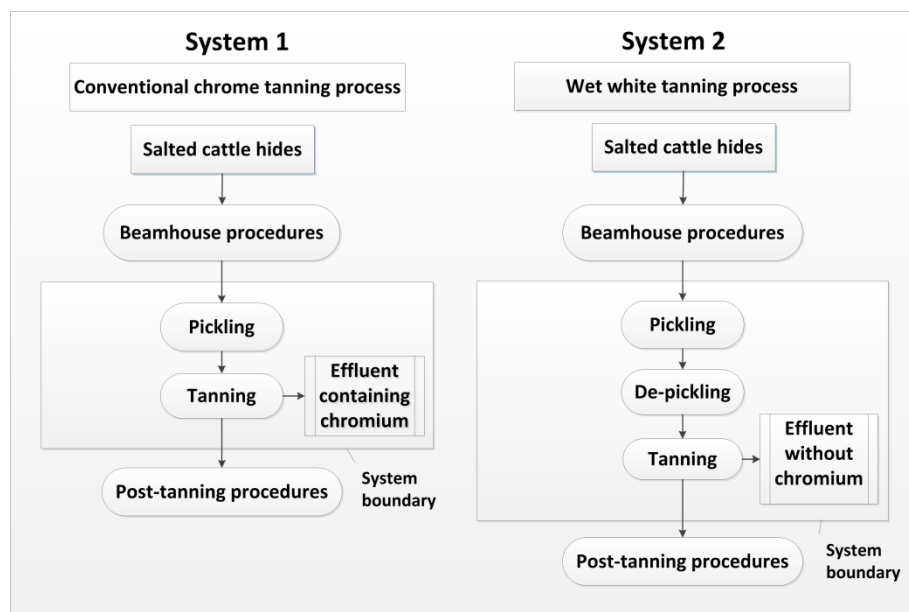 System 1
Conventional chrome tanning process
Salted cattle hides
Beamhouse procedures
Pickling
Tanning
Effluent
containing
chromium
System
boundary
Post-tanning procedures
System 2
Wet white tanning process
Salted cattle hides
Beamhouse procedures
Pickling
De-pickling
Tanning
Effluent
without
chromium
System
boundary
Post-tanning procedures